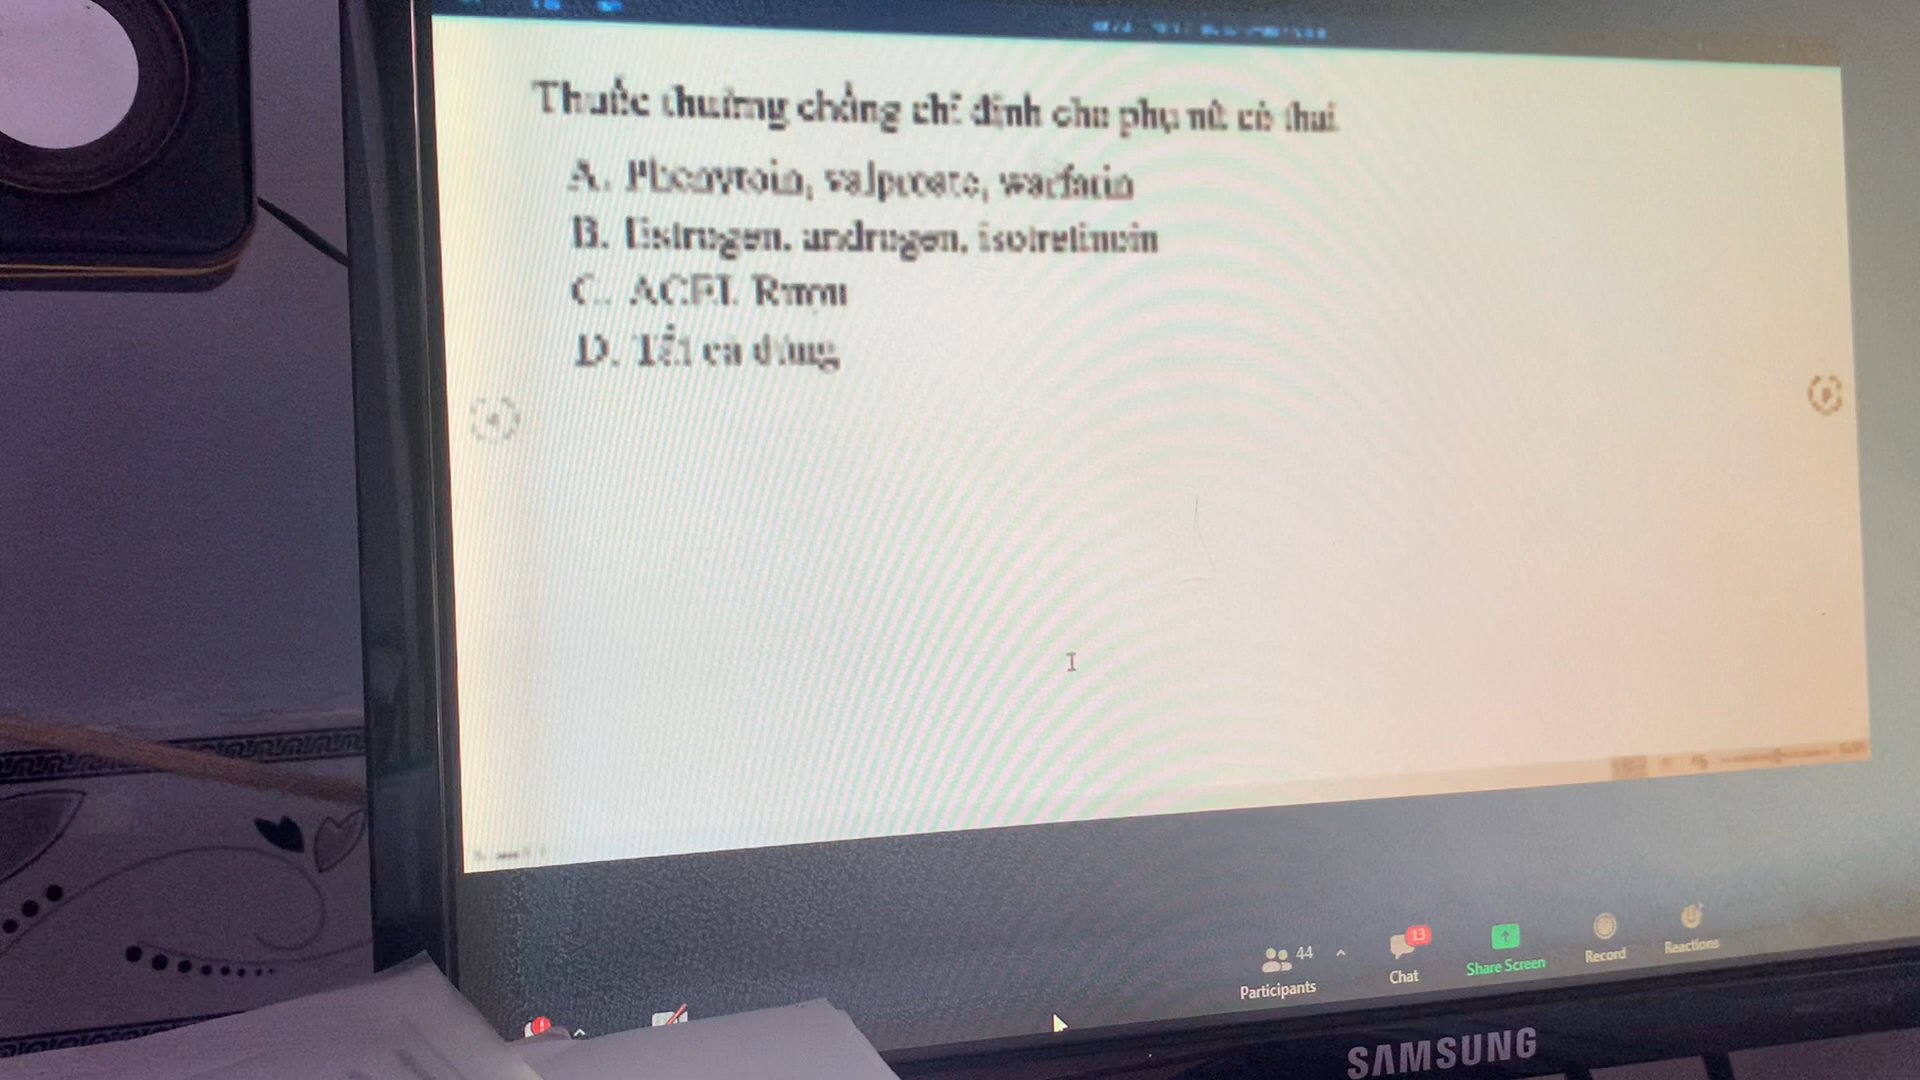 Thuốc thường chống chỉ định cho phụ nữ có thai
A. Phenytoin, valproate, warfarin
B. Estrogen, androgen, isotretinoin
C. ACEI, Rượu
D. Tất cả đúng
44
13
Participants
Chat
Share Screen
Record
Reactions
SAMSUNG